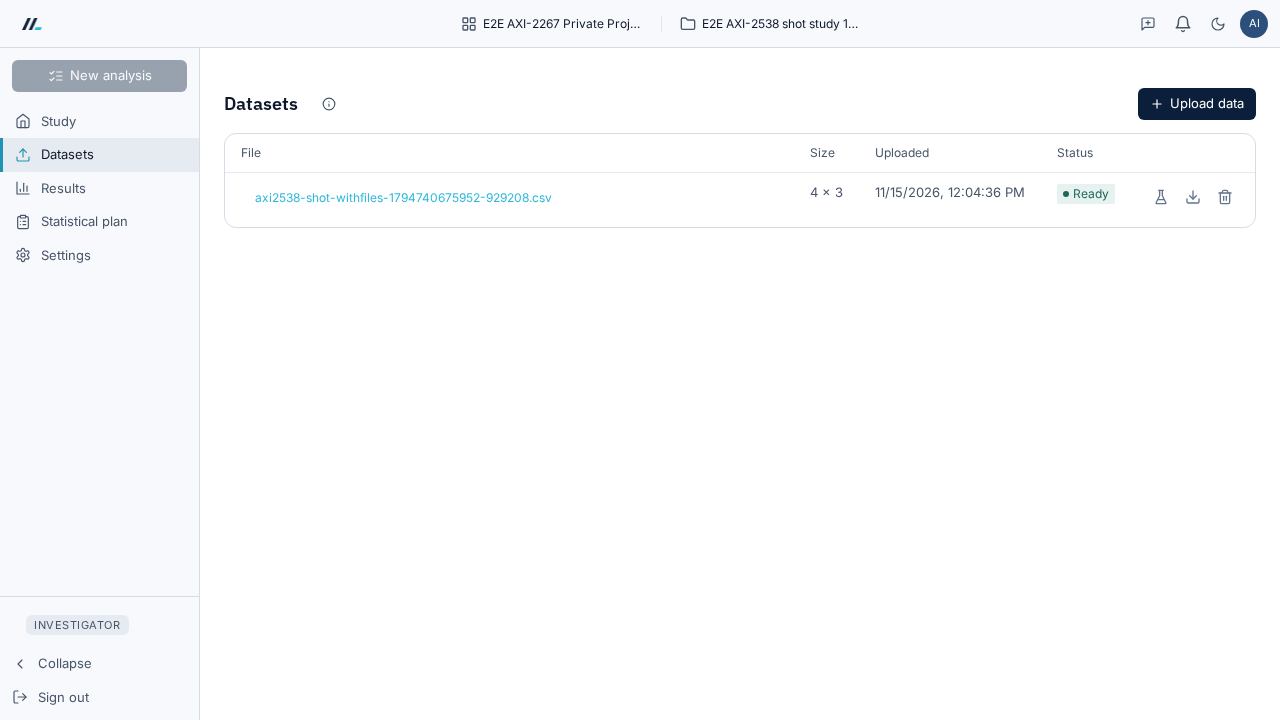 E2E AXI-2267 Private Proj... E2E AXI-2538 shot study 1... AI
New analysis
Study
Datasets
Results
Statistical plan
Settings
INVESTIGATOR
Collapse
Sign out
Datasets
Upload data
File Size Uploaded Status
axi2538-shot-withfiles-1794740675952-929208.csv 4 × 3 11/15/2026, 12:04:36 PM Ready